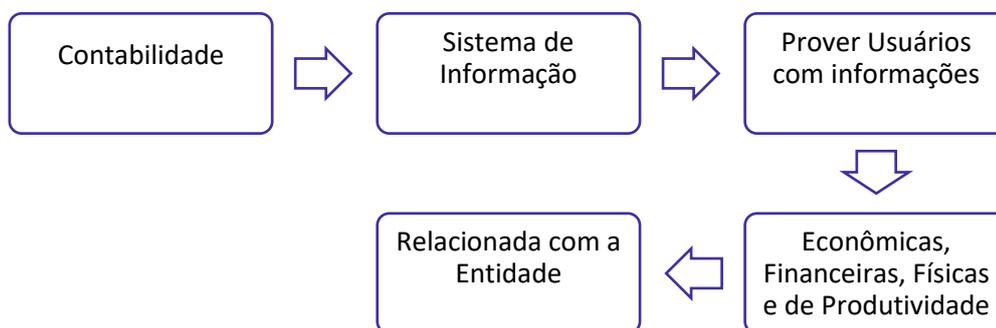 Contabilidade
Sistema de
Informação
Prover Usuários
com informações
Econômicas,
Financeiras, Físicas
e de Produtividade
Relacionada com a
Entidade